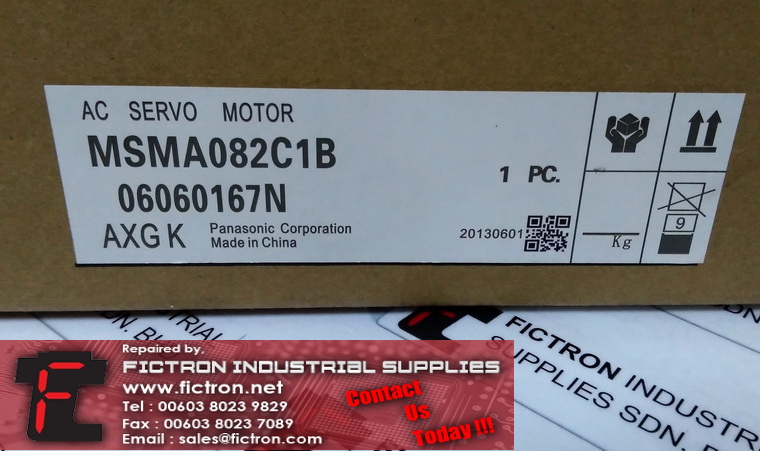 AC SERVO MOTOR
MSMA082C1B
06060167N
1 PC.
AXG K
Panasonic Corporation
Made in China
20130601
Kg
9
FICTRON INDUSTR
SUPPLIES SDN.
Repaired by,
FICTRON INDUSTRIAL SUPPLIES
www.fictron.net
Tel : 00603 8023 9829
Fax : 00603 8023 7089
Email : sales@fictron.com
Contact
Us
Today !!!